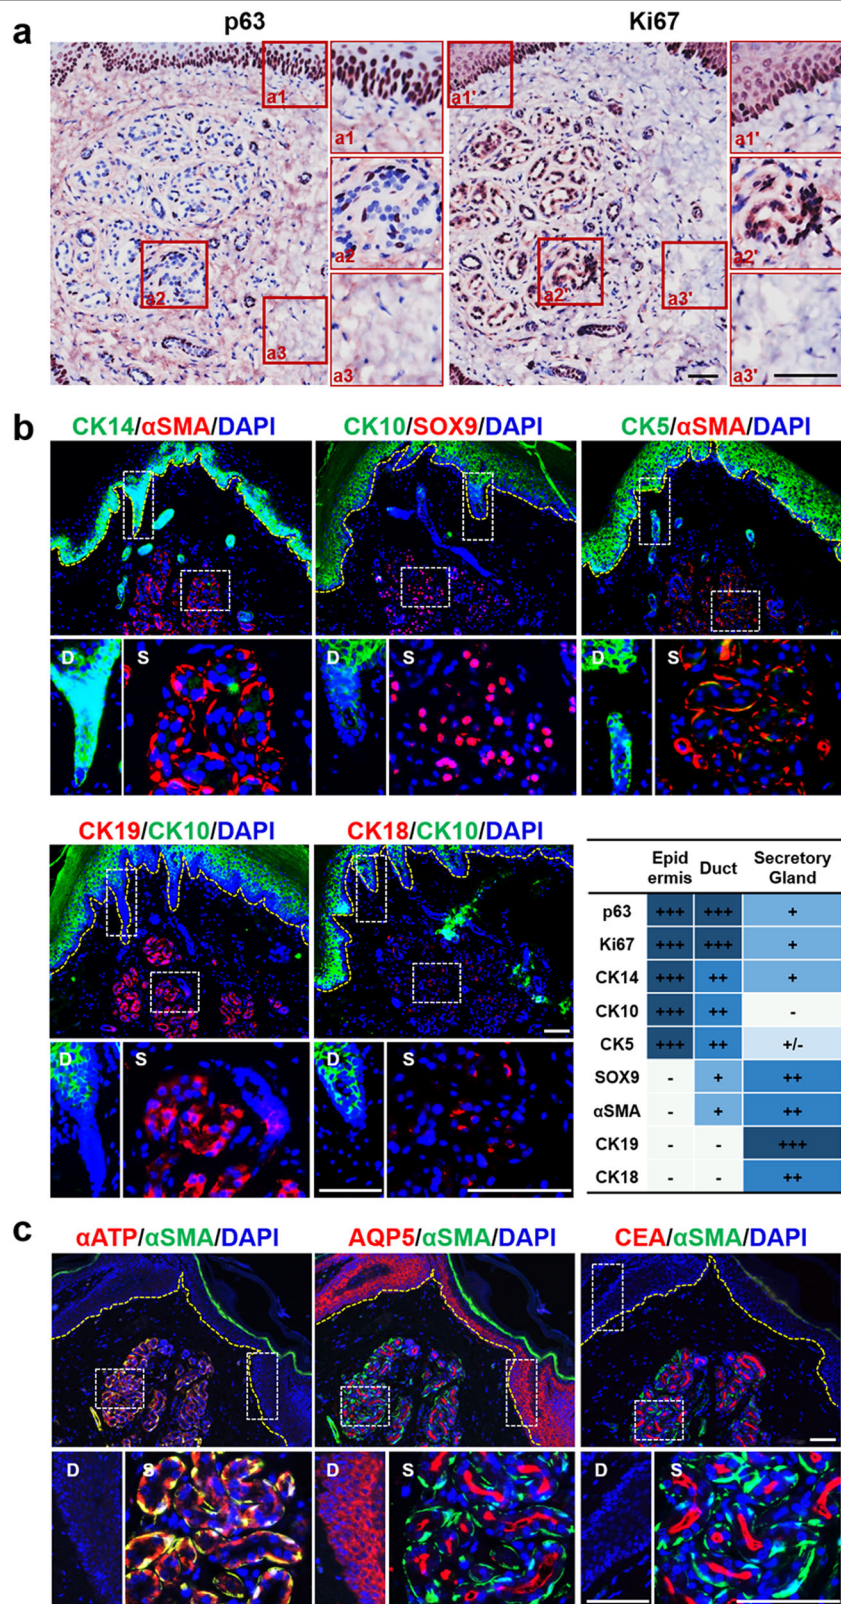 p63 Ki67
a
a1 a1 a1' a1'
a2 a2 a2' a2'
a3 a3 a3' a3'
b
CK14/αSMA/DAPI CK10/SOX9/DAPI CK5/αSMA/DAPI
D S D S D S
CK19/CK10/DAPI CK18/CK10/DAPI
D S D S
Epid
ermis Duct Secretory
Gland
p63 +++ +++ +
Ki67 +++ +++ +
CK14 +++ ++ +
CK10 +++ ++ -
CK5 +++ ++ +/-
SOX9 - + ++
αSMA - + ++
CK19 - - +++
CK18 - - ++
c
αATP/αSMA/DAPI AQP5/αSMA/DAPI CEA/αSMA/DAPI
D S D S D S